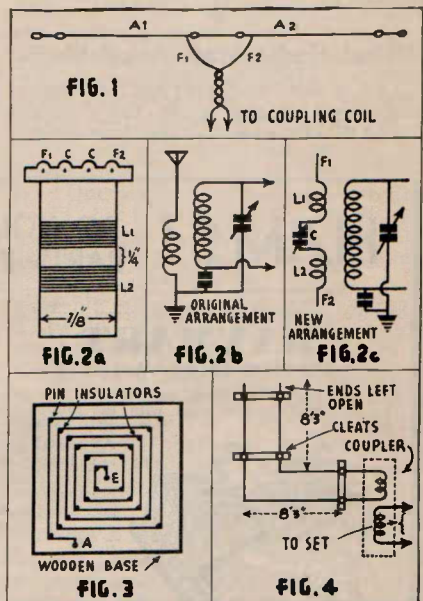 A1 A2
F1 F2
FIG. 1
TO COUPLING COIL
F1 C C F2
L1
1/4"
L2
7/8"
FIG. 2a
ORIGINAL
ARRANGEMENT
FIG. 2b
F1
L1
C
L2
F2
NEW
ARRANGEMENT
FIG. 2c
PIN INSULATORS
E
A
WOODEN BASE
FIG. 3
ENDS LEFT
OPEN
8'3"
CLEATS
COUPLER
8'3"
TO SET
FIG. 4